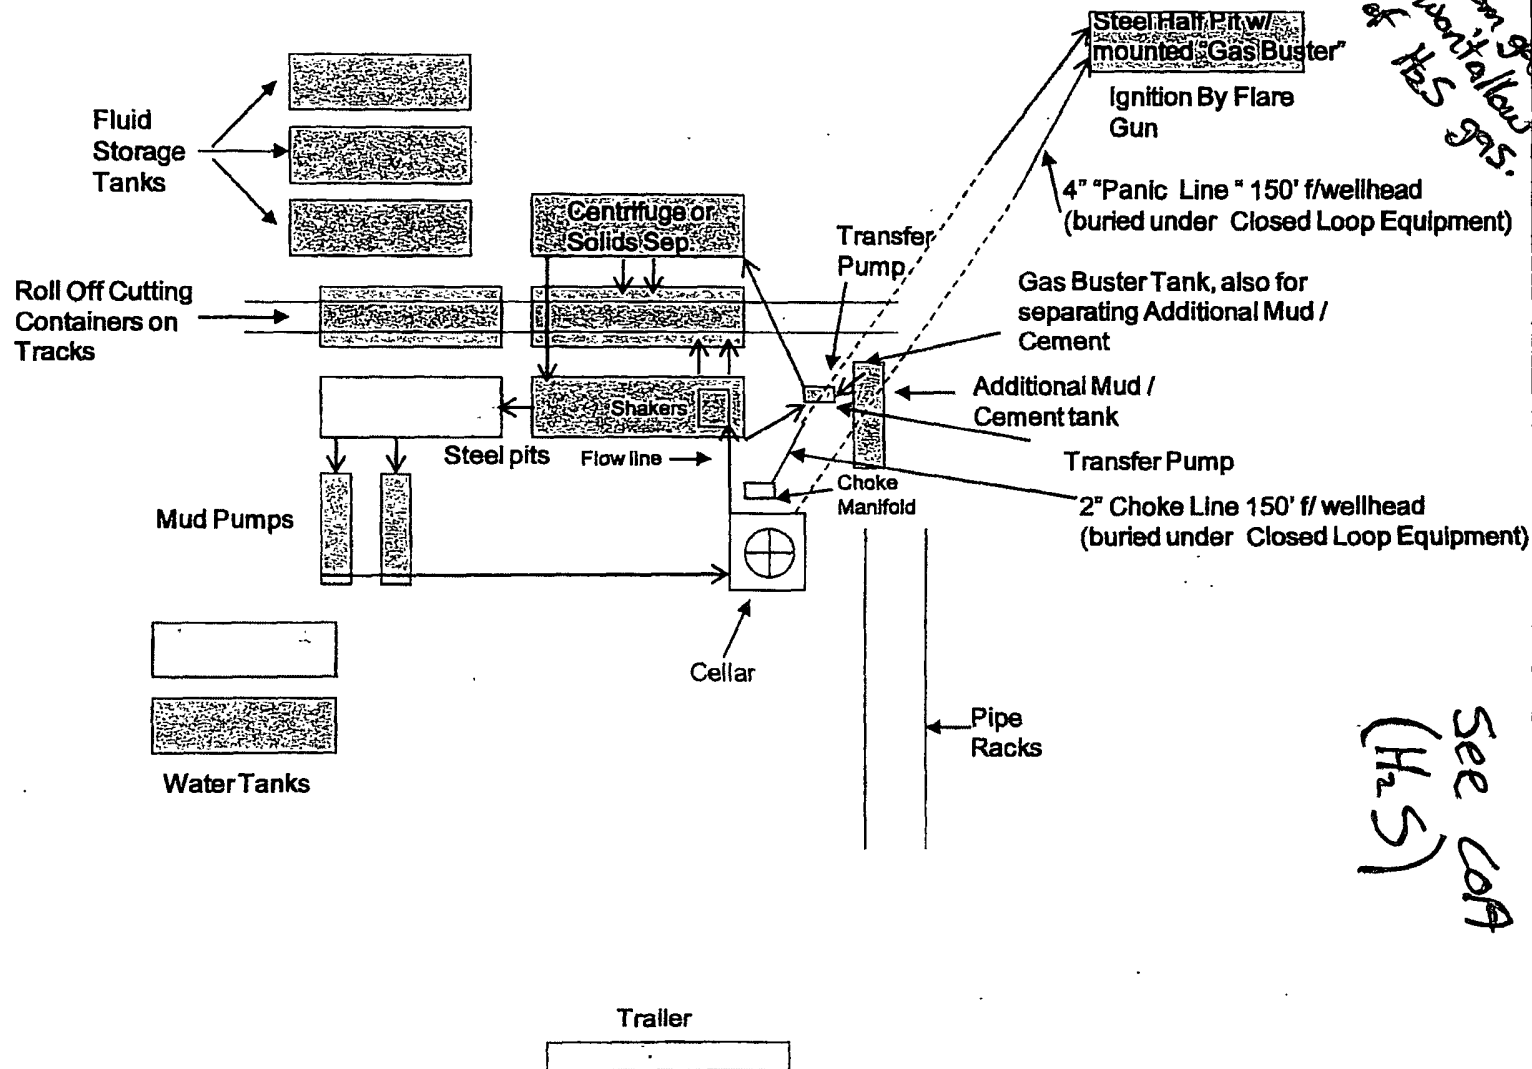 Steel Half Pit w/
mounted "Gas Buster"
Ignition By Flare
Gun
won't allow
of H2S gas.
Fluid
Storage
Tanks
4" "Panic Line " 150' f/wellhead
(buried under Closed Loop Equipment)
Centrifuge or
Solids Sep.
Transfer
Pump
Gas Buster Tank, also for
separating Additional Mud /
Cement
Roll Off Cutting
Containers on
Tracks
Additional Mud /
Cement tank
Shakers
Steel pits
Flow line
Transfer Pump
Choke
Manifold
2" Choke Line 150' f/ wellhead
(buried under Closed Loop Equipment)
Mud Pumps
Cellar
Pipe
Racks
Water Tanks
See COA
(H2S)
Trailer